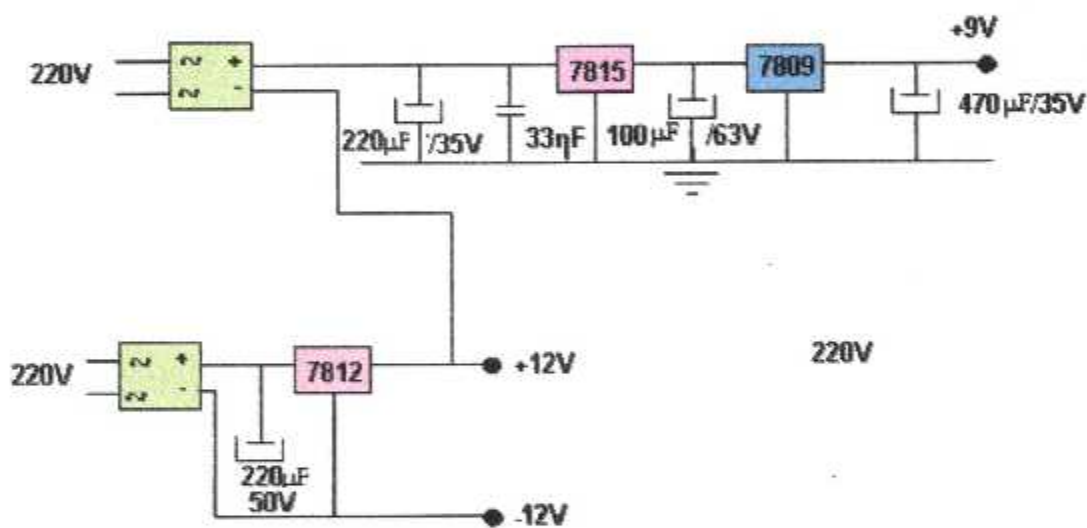 +9V
220V
7815
7809
220µF /35V
33ηF
100µF /63V
470µF/35V
220V
7812
+12V
220V
220µF
50V
-12V